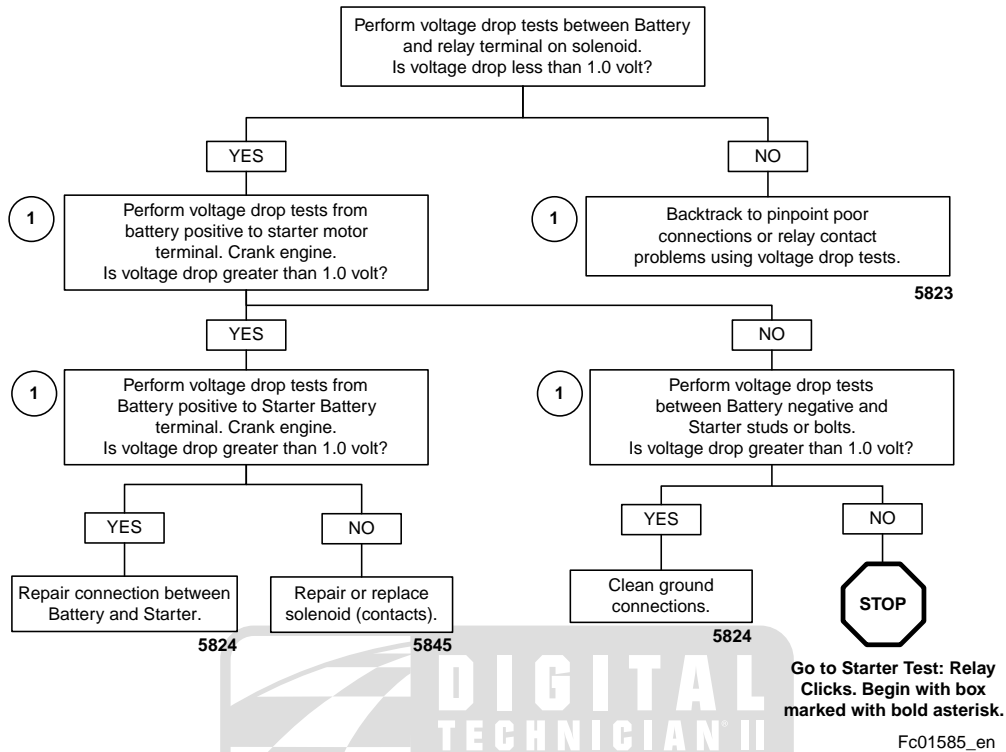 Perform voltage drop tests between Battery
and relay terminal on solenoid.
Is voltage drop less than 1.0 volt?
YES
NO
1
Perform voltage drop tests from
battery positive to starter motor
terminal. Crank engine.
Is voltage drop greater than 1.0 volt?
1
Backtrack to pinpoint poor
connections or relay contact
problems using voltage drop tests.
5823
YES
NO
1
Perform voltage drop tests from
Battery positive to Starter Battery
terminal. Crank engine.
Is voltage drop greater than 1.0 volt?
1
Perform voltage drop tests
between Battery negative and
Starter studs or bolts.
Is voltage drop greater than 1.0 volt?
YES
NO
YES
NO
Repair connection between
Battery and Starter.
5824
Repair or replace
solenoid (contacts).
5845
Clean ground
connections.
5824
STOP
Go to Starter Test: Relay
Clicks. Begin with box
marked with bold asterisk.
DIGITAL
TECHNICIAN II
Fc01585_en